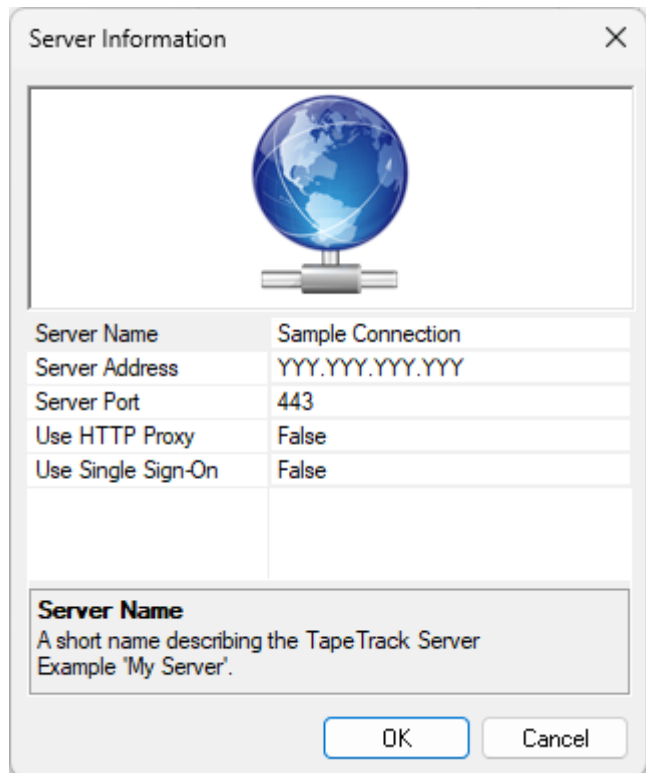 Server Information
Server Name Sample Connection
Server Address YYY.YYY.YYY.YYY
Server Port 443
Use HTTP Proxy False
Use Single Sign-On False
Server Name
A short name describing the TapeTrack Server
Example 'My Server'.
OK Cancel